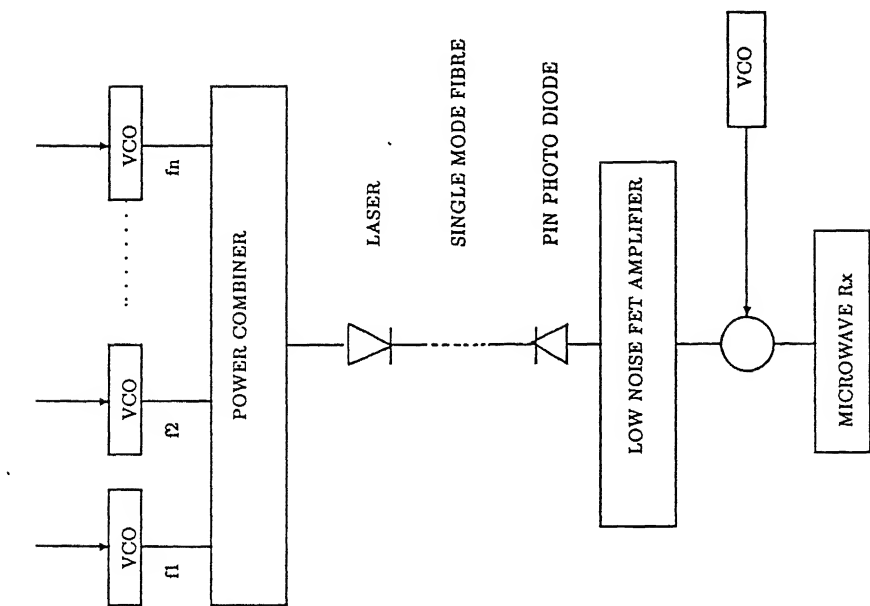 VCO
VCO
VCO
f1
f2
........
fn
POWER COMBINER
LASER
SINGLE MODE FIBRE
PIN PHOTO DIODE
LOW NOISE FET AMPLIFIER
VCO
MICROWAVE Rx